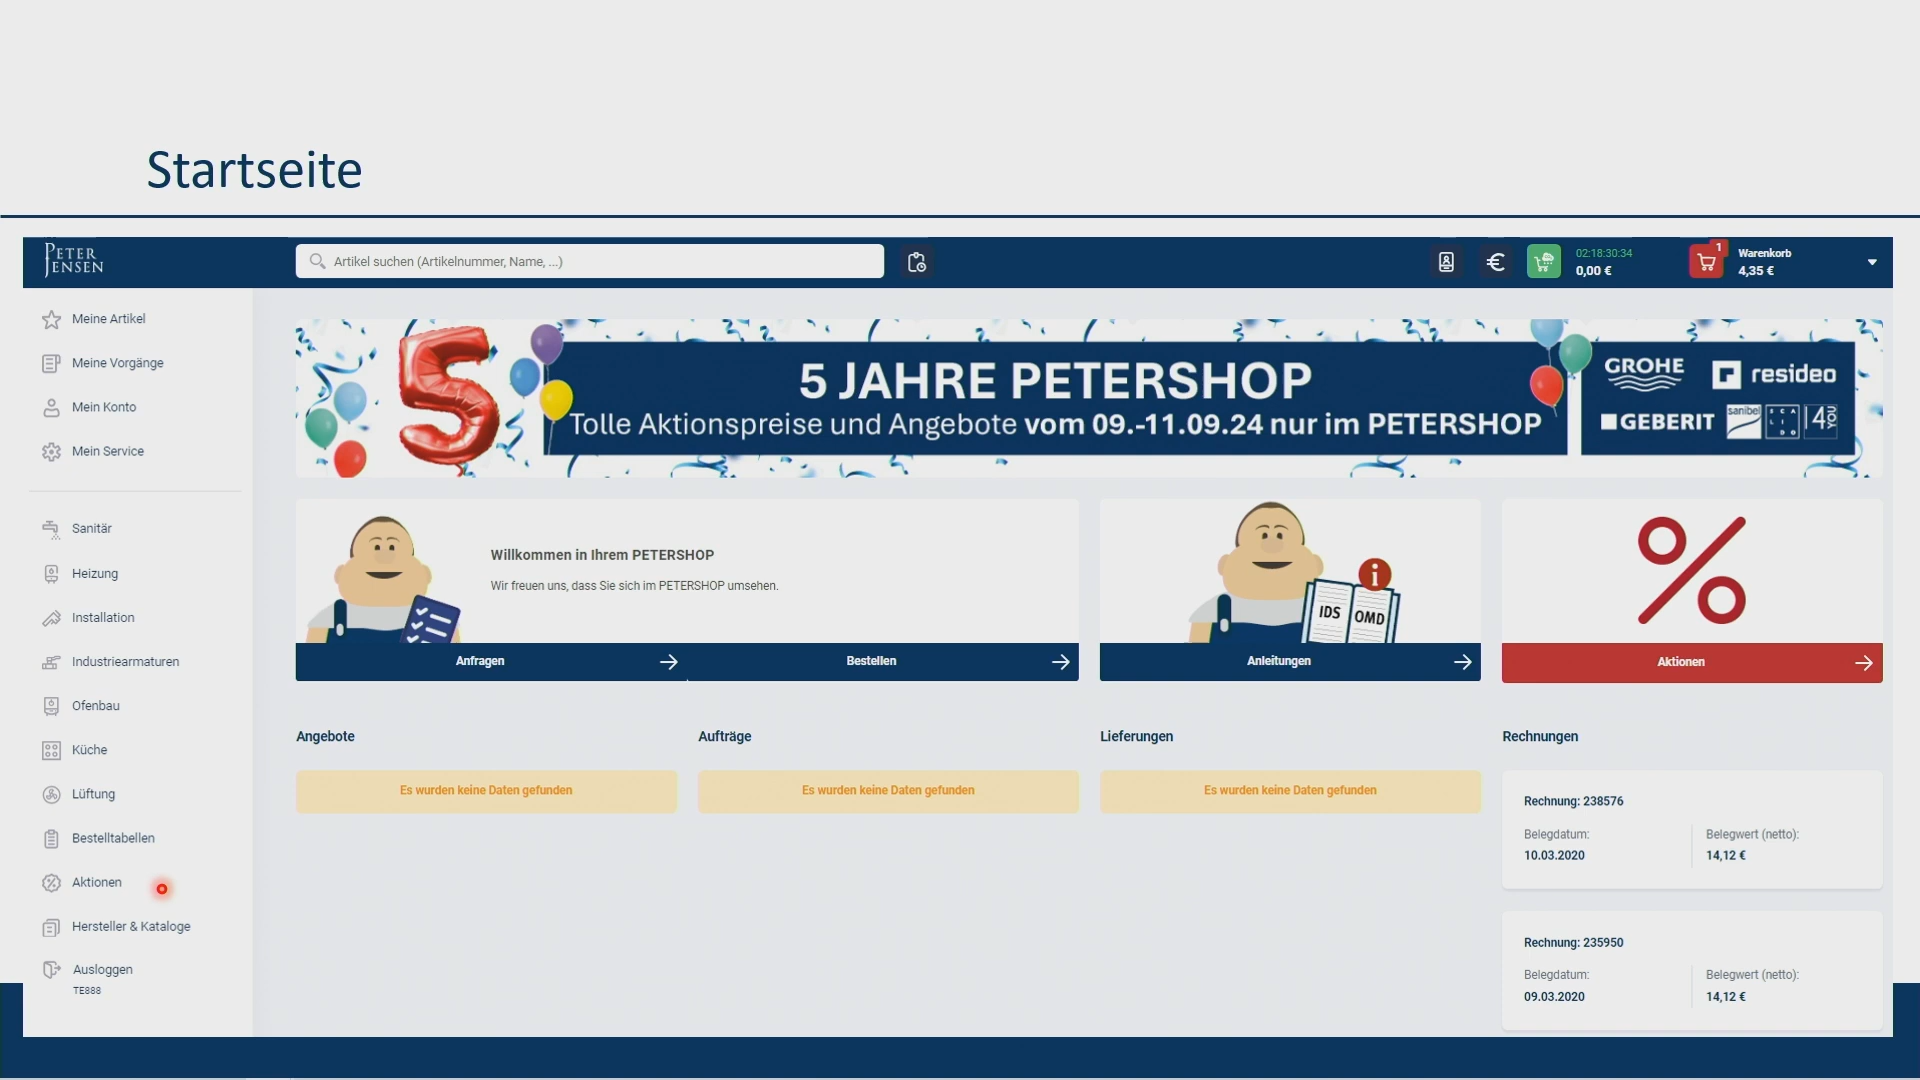 Startseite
PETER
JENSEN
Artikel suchen (Artikelnummer, Name, ...)
€
02:18:30:34
0,00 €
1
Warenkorb
4,35 €
Meine Artikel
Meine Vorgänge
Mein Konto
Mein Service
Sanitär
Heizung
Installation
Industriearmaturen
Ofenbau
Küche
Lüftung
Bestelltabellen
Aktionen
Hersteller & Kataloge
Ausloggen
TE888
5
5 JAHRE PETERSHOP
Tolle Aktionspreise und Angebote vom 09.-11.09.24 nur im PETERSHOP
GROHE
resideo
GEBERIT
sanibel
SCALIDO
4YOU
Willkommen in Ihrem PETERSHOP
Wir freuen uns, dass Sie sich im PETERSHOP umsehen.
Anfragen
Bestellen
i
IDS
OMD
Anleitungen
%
Aktionen
Angebote
Es wurden keine Daten gefunden
Aufträge
Es wurden keine Daten gefunden
Lieferungen
Es wurden keine Daten gefunden
Rechnungen
Rechnung: 238576
Belegdatum:
10.03.2020
Belegwert (netto):
14,12 €
Rechnung: 235950
Belegdatum:
09.03.2020
Belegwert (netto):
14,12 €